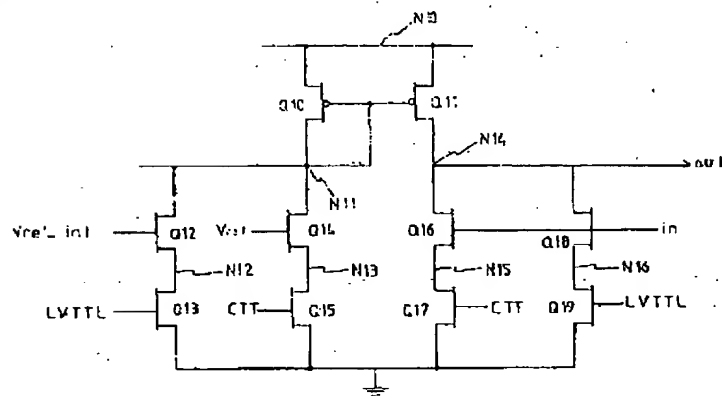 N10
Q10
Q11
N14
out
N11
Vref_int
Q12
Vref
Q14
Q16
Q18
in
N12
N13
N15
N16
LVTTL
Q13
CTT
Q15
Q17
CTT
Q19
LVTTL